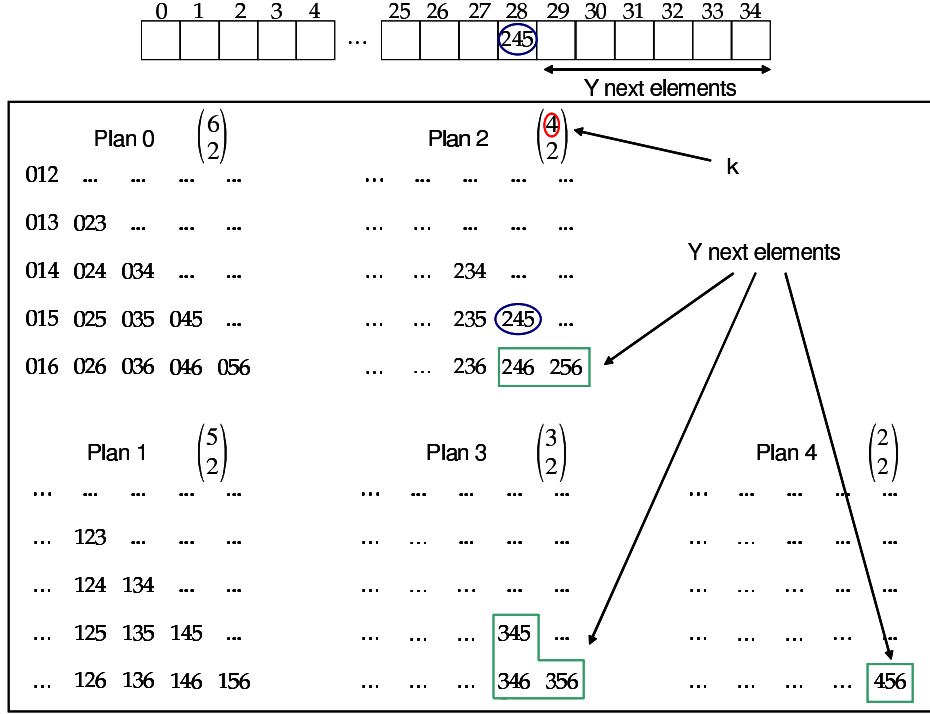 0 1 2 3 4 25 26 27 28 29 30 31 32 33 34
... 245
Y next elements
Plan 0 (6 2)
012 ... ... ... ...
013 023 ... ... ...
014 024 034 ... ...
015 025 035 045 ...
016 026 036 046 056
Plan 2 (4 2)
k
... ... ... ... ...
... ... ... ... ...
... ... 234 ... ...
... ... 235 245 ...
... ... 236 246 256
Y next elements
Plan 1 (5 2)
... ... ... ... ...
... 123 ... ... ...
... 124 134 ... ...
... 125 135 145 ...
... 126 136 146 156
Plan 3 (3 2)
... ... ... ... ...
... ... ... ... ...
... ... ... ... ...
... ... ... 345 ...
... ... ... 346 356
Plan 4 (2 2)
... ... ... ... ...
... ... ... ... ...
... ... ... ... ...
... ... ... ... ...
... ... ... ... 456